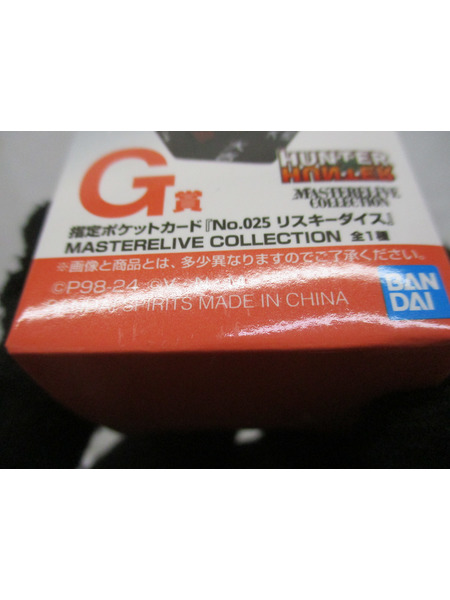 HUNTER
HUNTER
MASTERELIVE
COLLECTION
G賞
指定ポケットカード『No.025 リスキーダイス』
MASTERELIVE COLLECTION 全1種
※画像と商品とは、多少異なりますのでご了承ください。
©P98-24
SPIRITS MADE IN CHINA
BAN
DAI